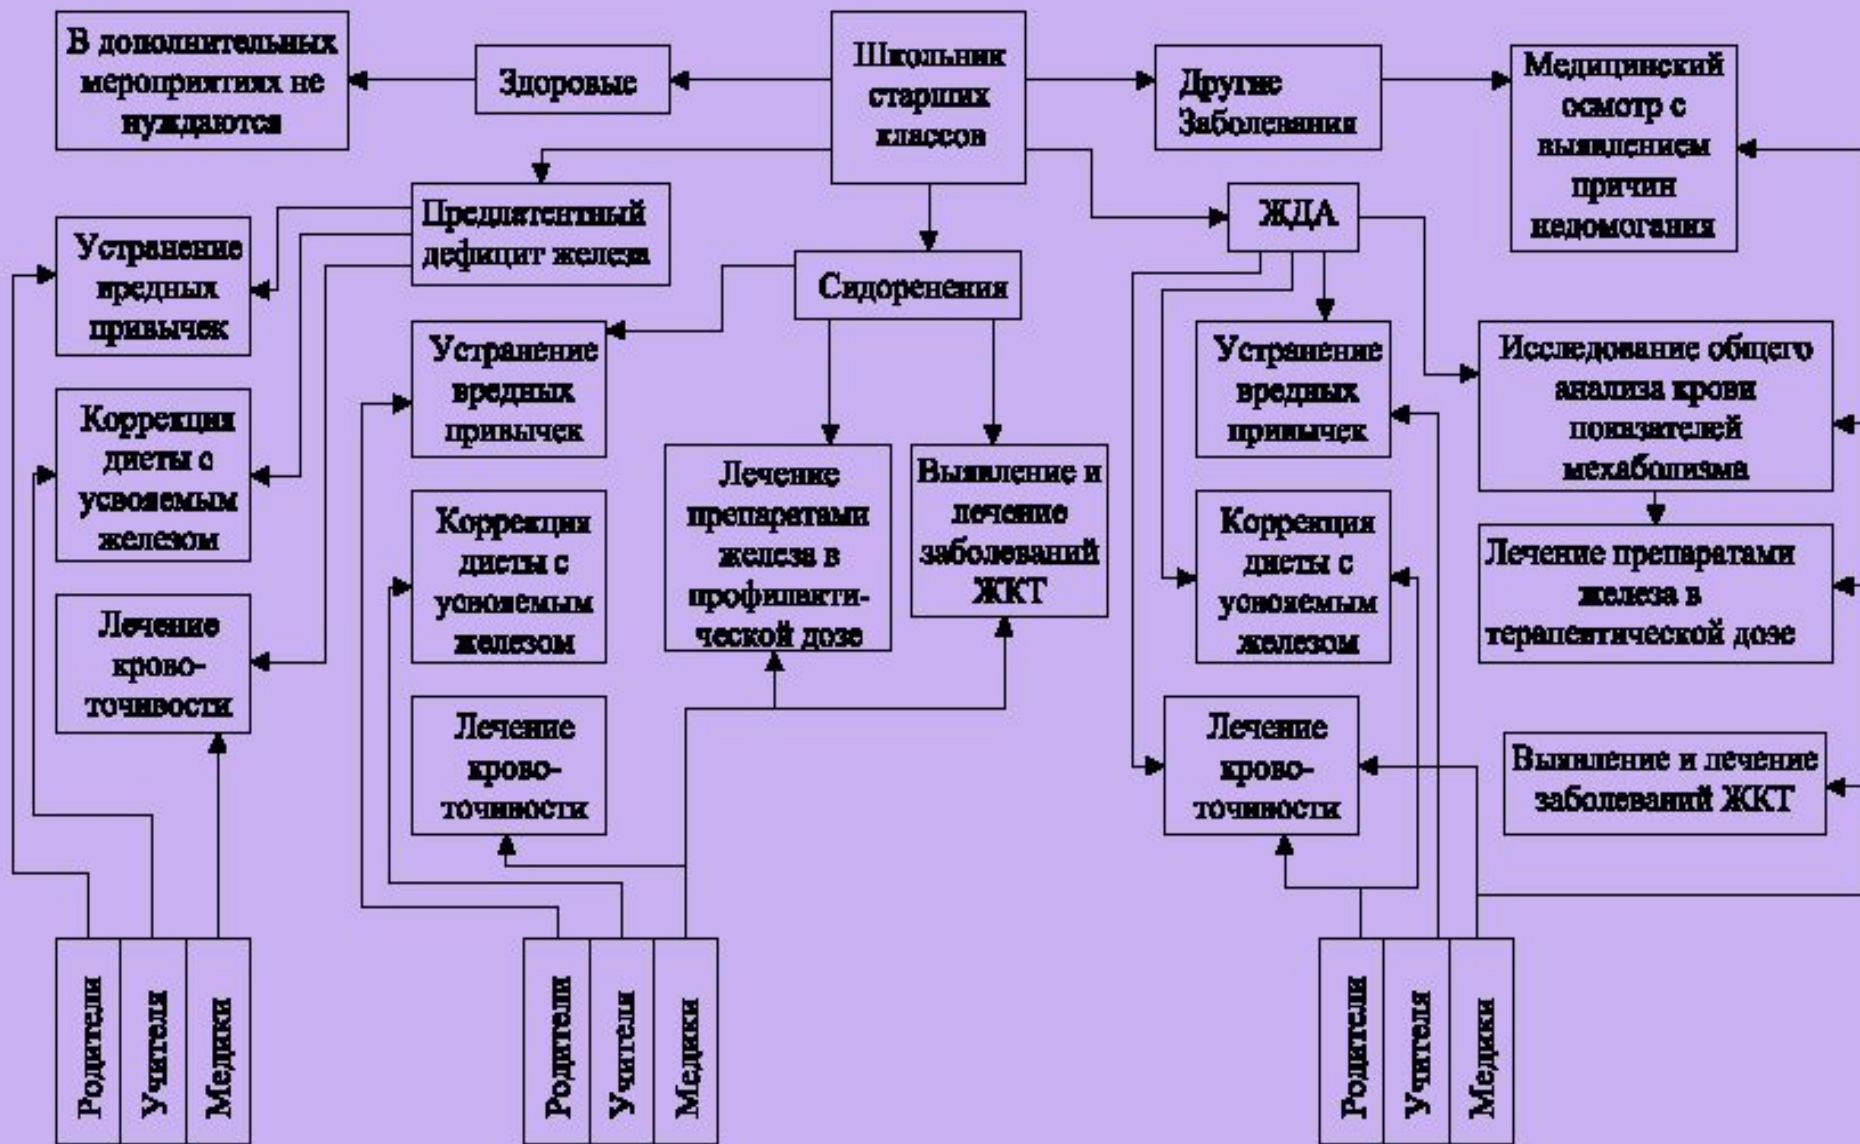 В дополнительных
мероприятиях не
нуждаются
Здоровые
Школьник
старших
классов
Другие
Заболевания
Медицинский
осмотр с
выявлением
причин
недомогания
Предлатентный
дефицит железа
ЖДА
Сидоренения
Устранение
вредных
привычек
Коррекция
диеты с
усвояемым
железом
Лечение
крово-
точивости
Устранение
вредных
привычек
Коррекция
диеты с
усвояемым
железом
Лечение
крово-
точивости
Лечение
препаратами
железа в
профилакти-
ческой дозе
Выявление и
лечение
заболеваний
ЖКТ
Устранение
вредных
привычек
Коррекция
диеты с
усвояемым
железом
Лечение
крово-
точивости
Исследование общего
анализа крови
показателей
мехаболизма
Лечение препаратами
железа в
терапевтической дозе
Выявление и лечение
заболеваний ЖКТ
Родители
Учителя
Медики
Родители
Учителя
Медики
Родители
Учителя
Медики